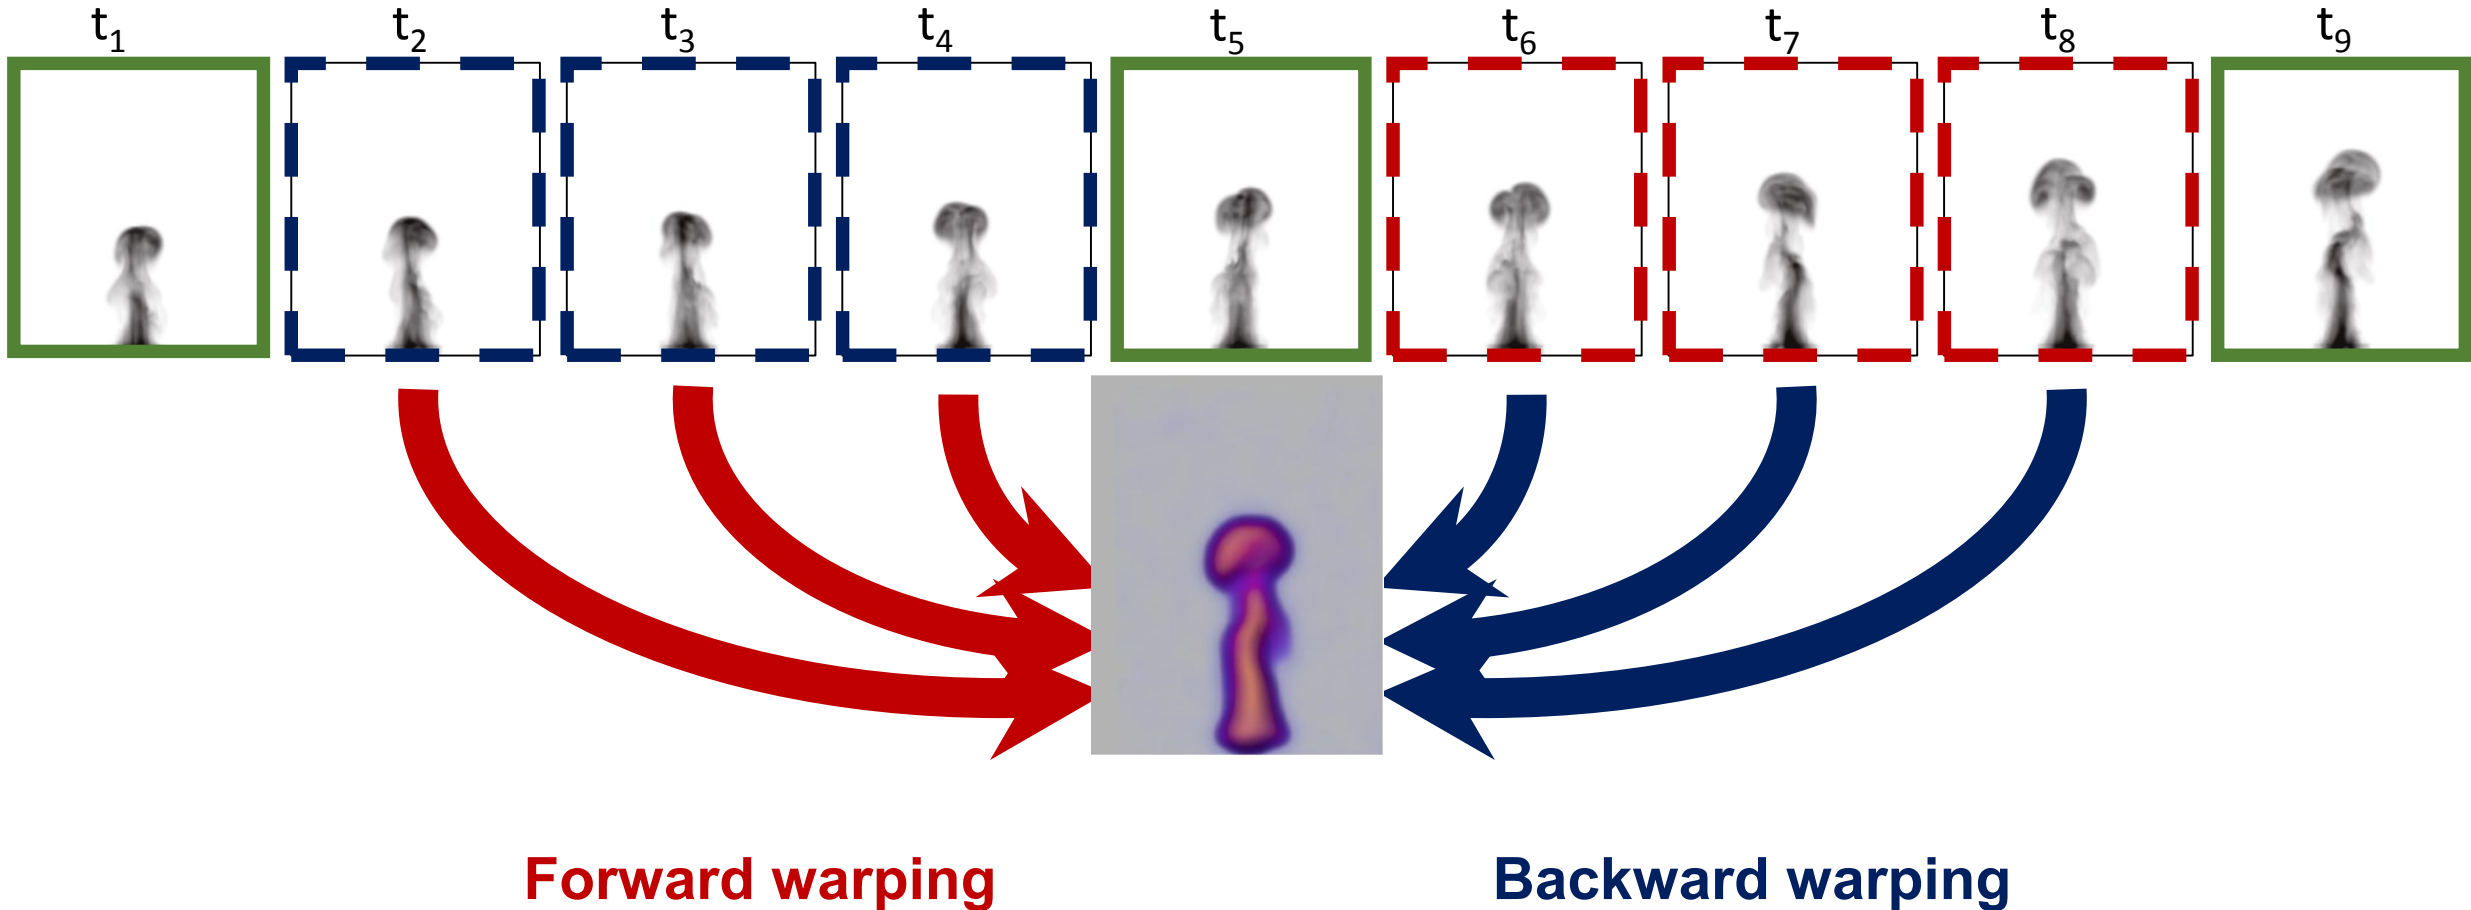 t₁ t₂ t₃ t₄ t₅ t₆ t₇ t₈ t₉
Forward warping Backward warping